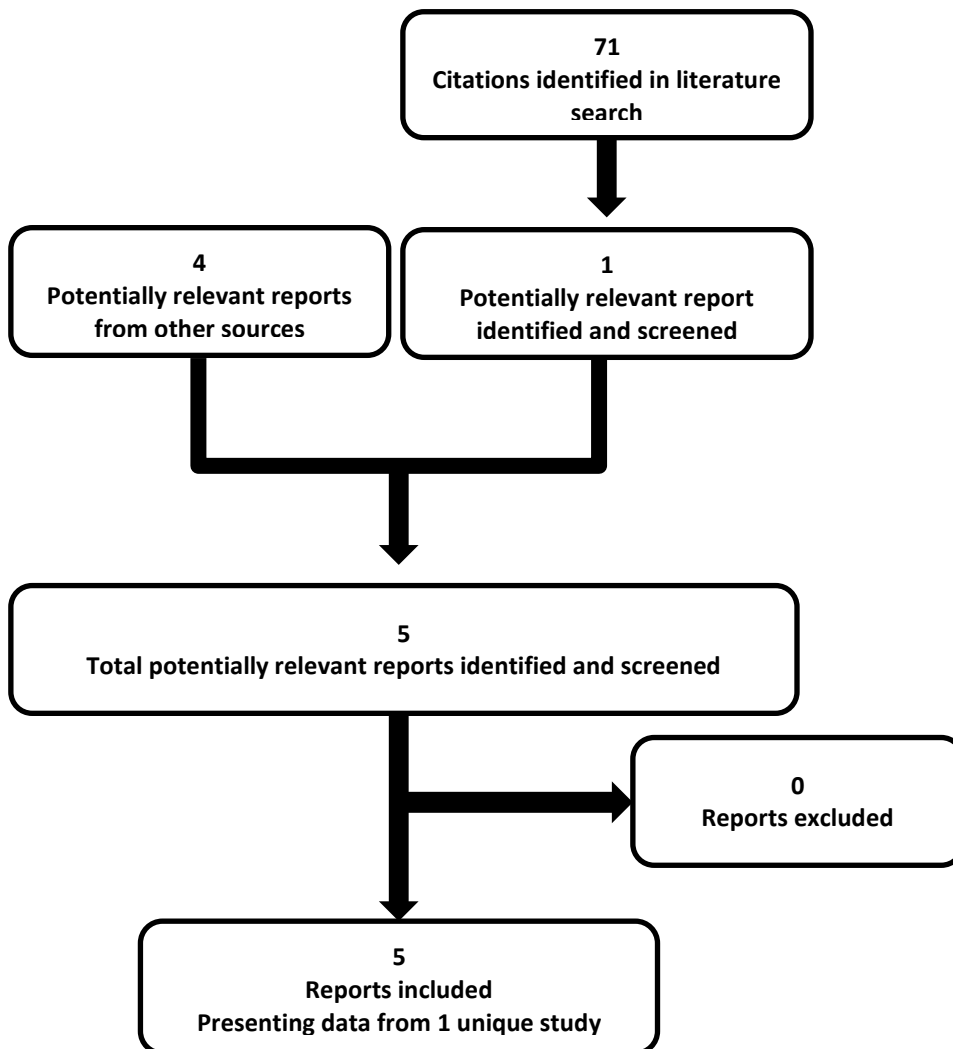 71
Citations identified in literature
search
4
Potentially relevant reports
from other sources
1
Potentially relevant report
identified and screened
5
Total potentially relevant reports identified and screened
0
Reports excluded
5
Reports included
Presenting data from 1 unique study